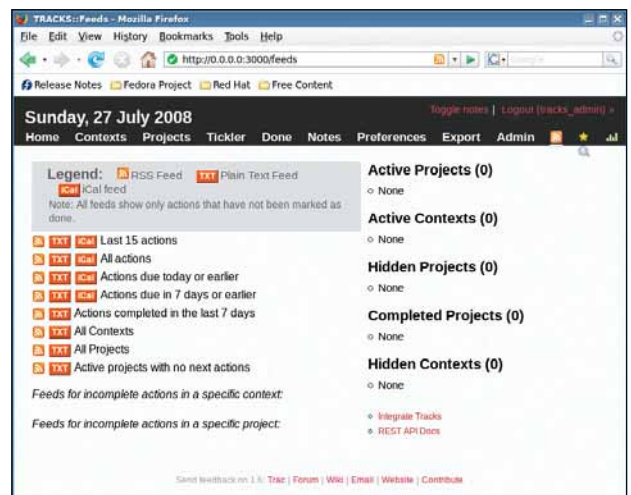 TRACKS::Feeds - Mozilla Firefox
File Edit View History Bookmarks Tools Help
http://0.0.0.0:3000/feeds
Release Notes Fedora Project Red Hat Free Content
Toggle notes | Logout (tracks_admin) »
Sunday, 27 July 2008
Home Contexts Projects Tickler Done Notes Preferences Export Admin
Legend: RSS Feed TXT Plain Text Feed
iCal iCal feed
Note: All feeds show only actions that have not been marked as
done.
TXT iCal Last 15 actions
TXT iCal All actions
TXT iCal Actions due today or earlier
TXT iCal Actions due in 7 days or earlier
TXT Actions completed in the last 7 days
TXT All Contexts
TXT All Projects
TXT Active projects with no next actions
Feeds for incomplete actions in a specific context:
Feeds for incomplete actions in a specific project:
Active Projects (0)
None
Active Contexts (0)
None
Hidden Projects (0)
None
Completed Projects (0)
None
Hidden Contexts (0)
None
Integrate Tracks
REST API Docs
Send feedback on 1.6: Trac | Forum | Wiki | Email | Website | Contribute